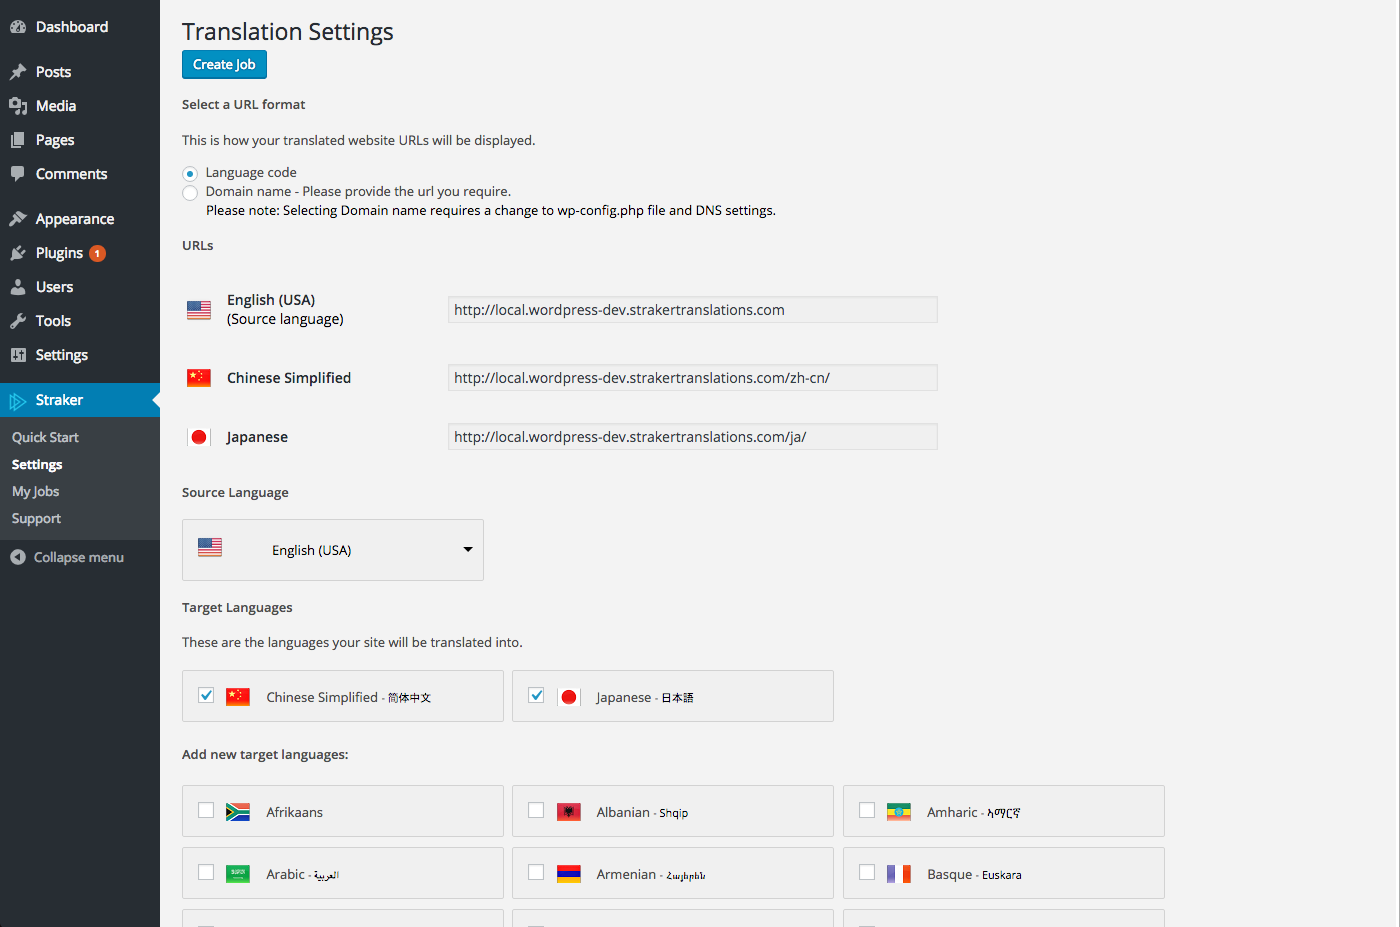 Dashboard
Posts
Media
Pages
Comments
Appearance
Plugins 1
Users
Tools
Settings
Straker
Quick Start
Settings
My Jobs
Support
Collapse menu
Translation Settings
Create Job
Select a URL format
This is how your translated website URLs will be displayed.
Language code
Domain name - Please provide the url you require.
Please note: Selecting Domain name requires a change to wp-config.php file and DNS settings.
URLs
English (USA)
(Source language)
http://local.wordpress-dev.strakertranslations.com
Chinese Simplified
http://local.wordpress-dev.strakertranslations.com/zh-cn/
Japanese
http://local.wordpress-dev.strakertranslations.com/ja/
Source Language
English (USA)
Target Languages
These are the languages your site will be translated into.
Chinese Simplified - 简体中文
Japanese - 日本語
Add new target languages:
Afrikaans
Albanian - Shqip
Amharic - አማርኛ
Arabic - العربية
Armenian - Հայերեն
Basque - Euskara